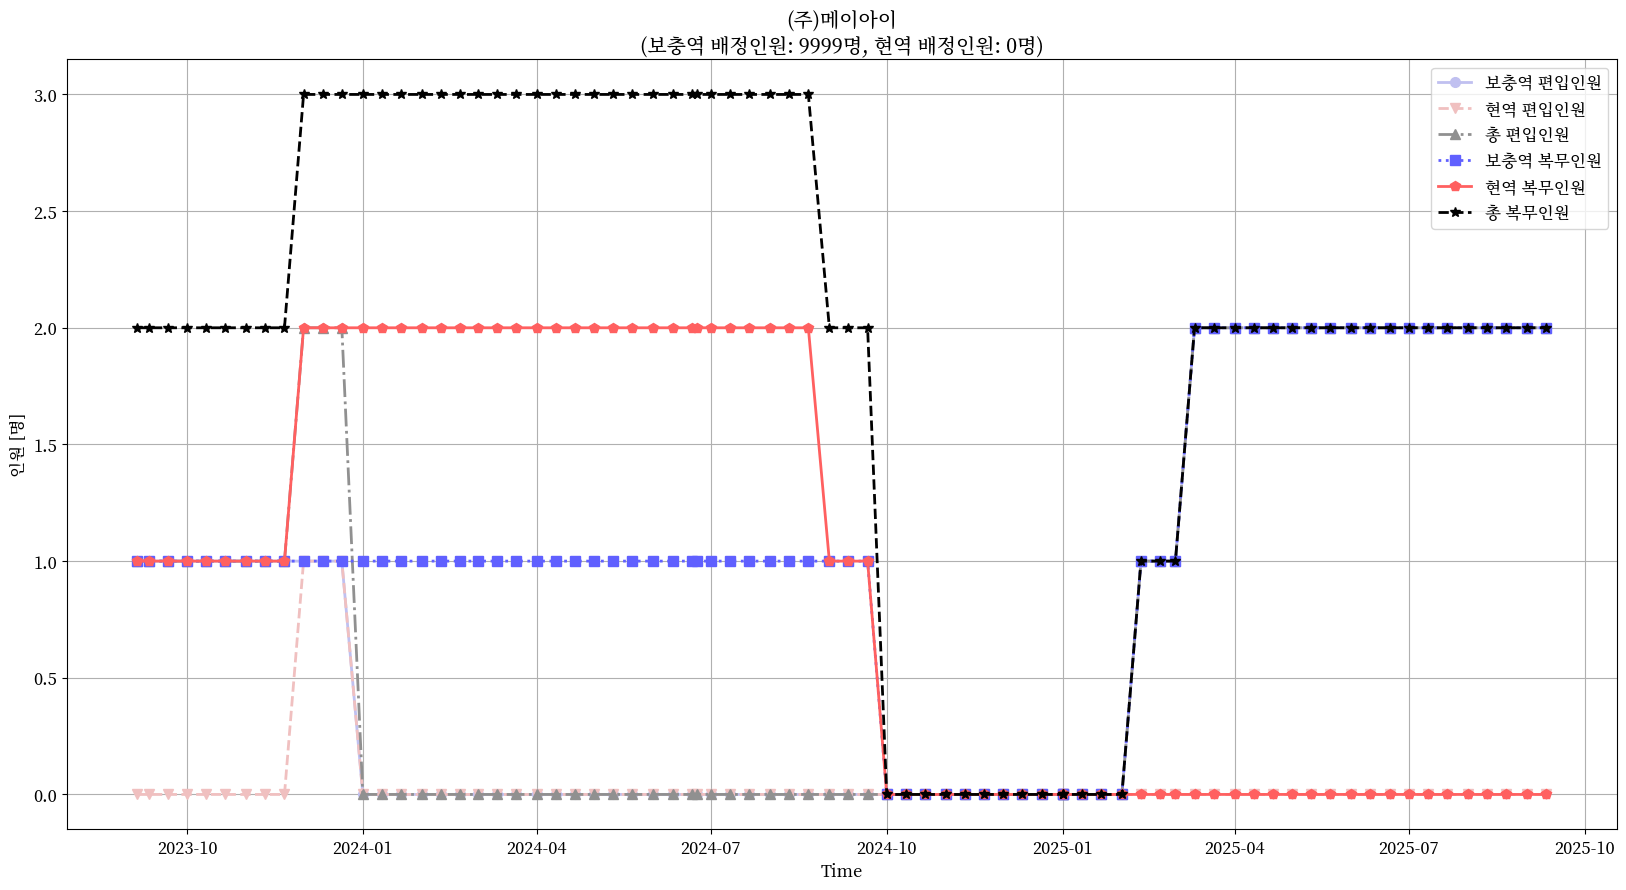 (주)메이아이
(보충역 배정인원: 9999명, 현역 배정인원: 0명)
보충역 편입인원
현역 편입인원
총 편입인원
보충역 복무인원
현역 복무인원
총 복무인원
인원 [명]
3.0
2.5
2.0
1.5
1.0
0.5
0.0
2023-10
2024-01
2024-04
2024-07
2024-10
2025-01
2025-04
2025-07
2025-10
Time